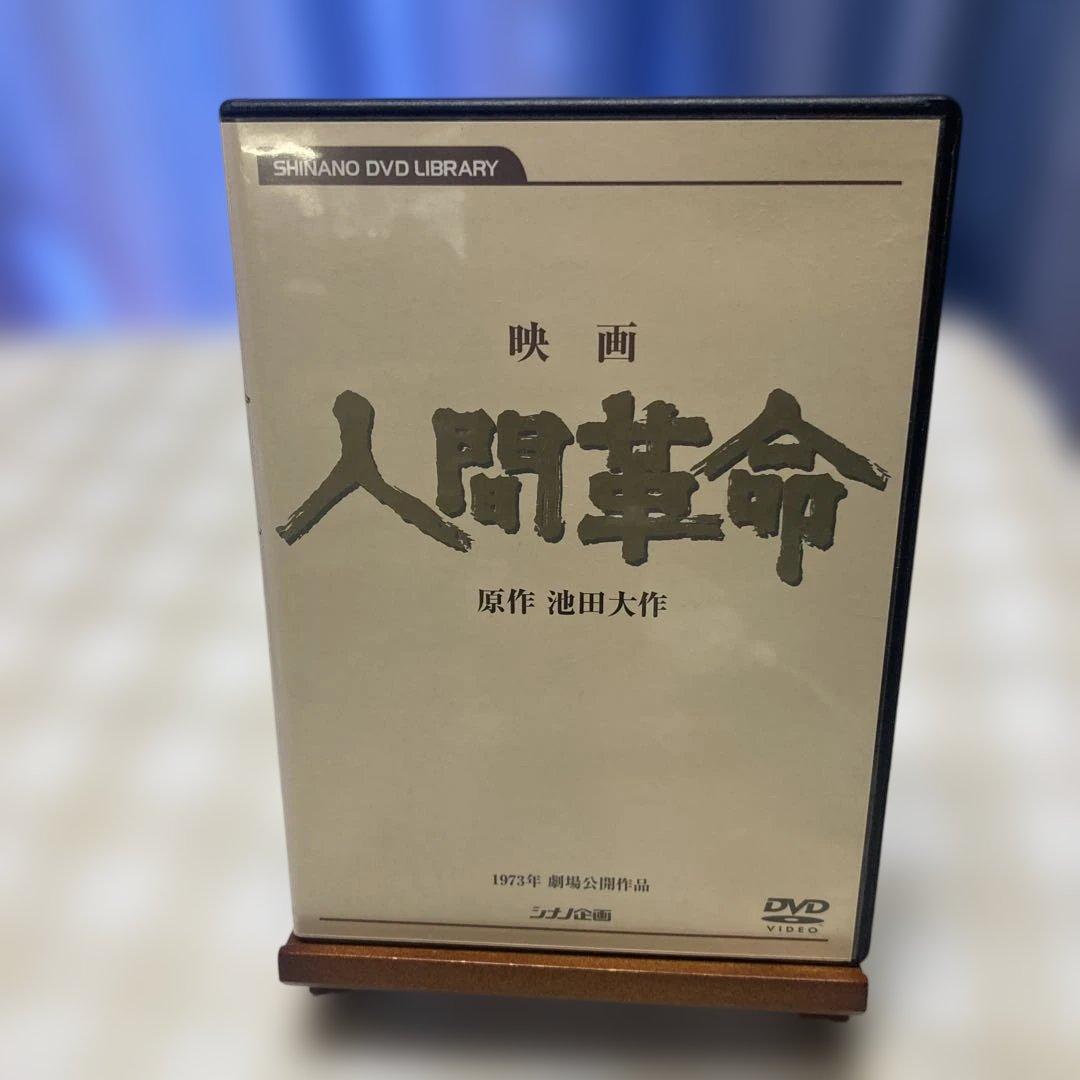 SHINANO DVD LIBRARY
映 画
人間革命
原作 池田大作
1973年 劇場公開作品
シナノ企画
DVD
VIDEO